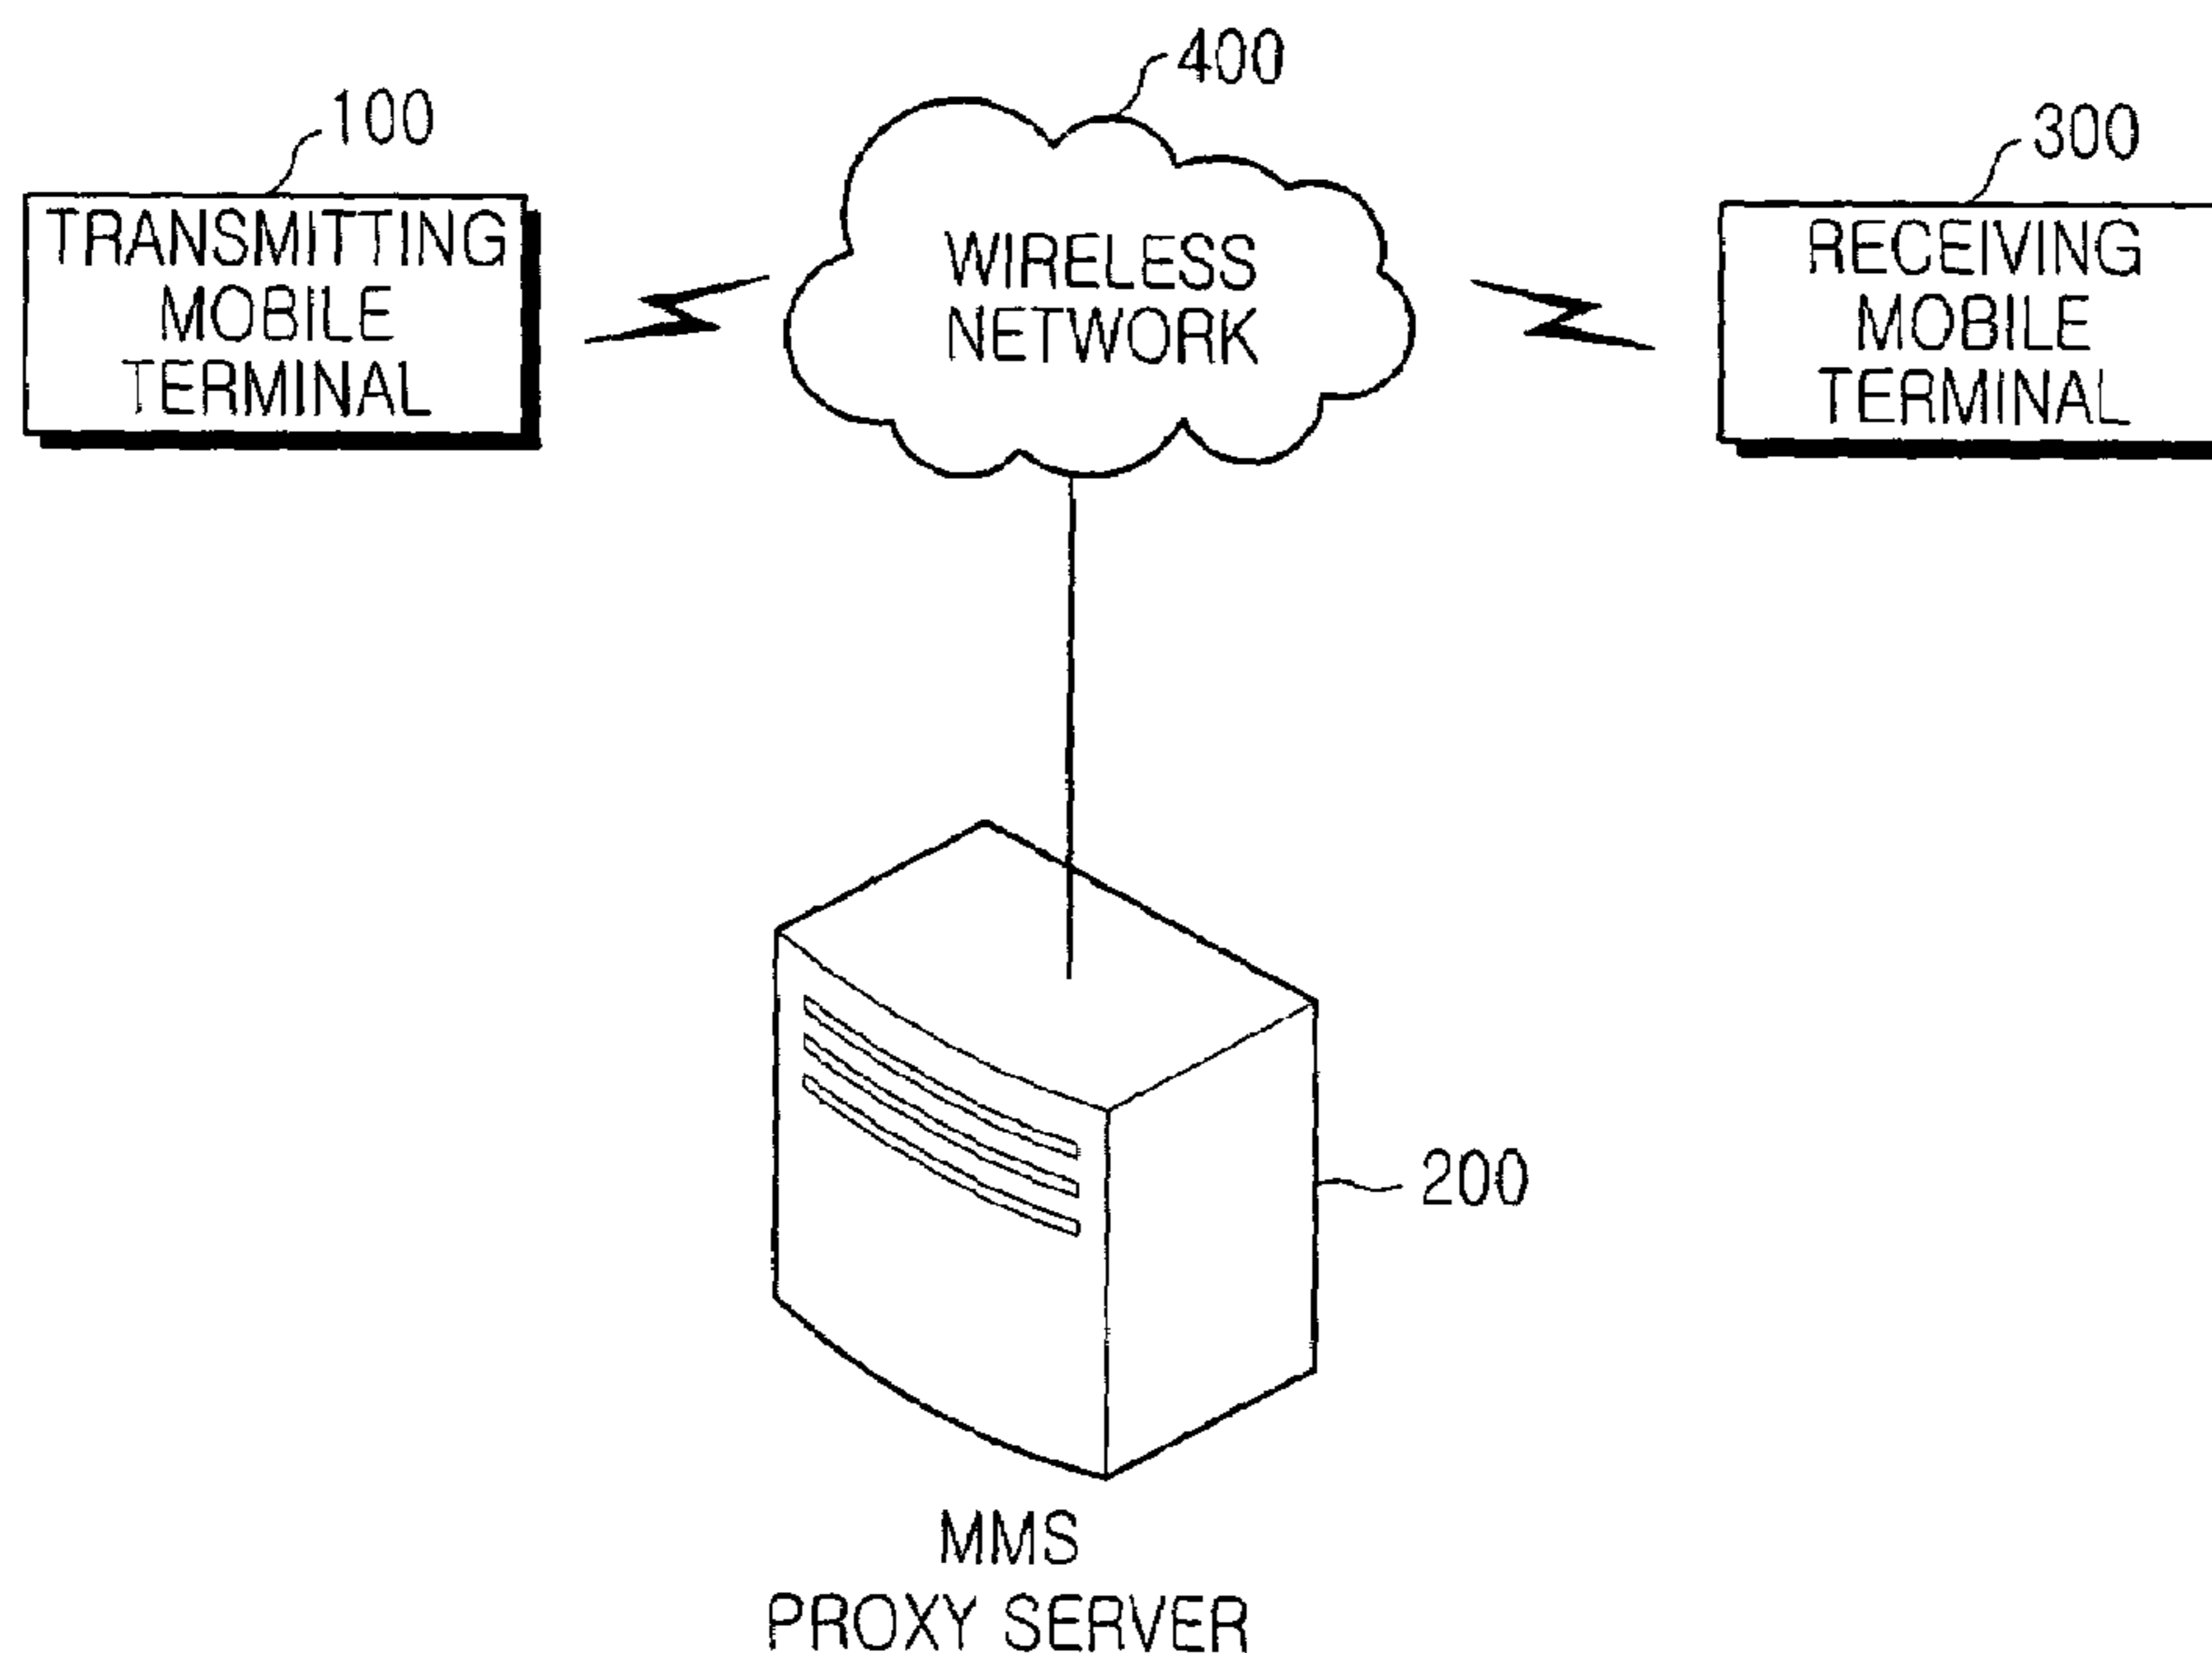 400
100
300
TRANSMITTING
MOBILE
TERMINAL
WIRELESS
NETWORK
RECEIVING
MOBILE
TERMINAL
200
MMS
PROXY SERVER